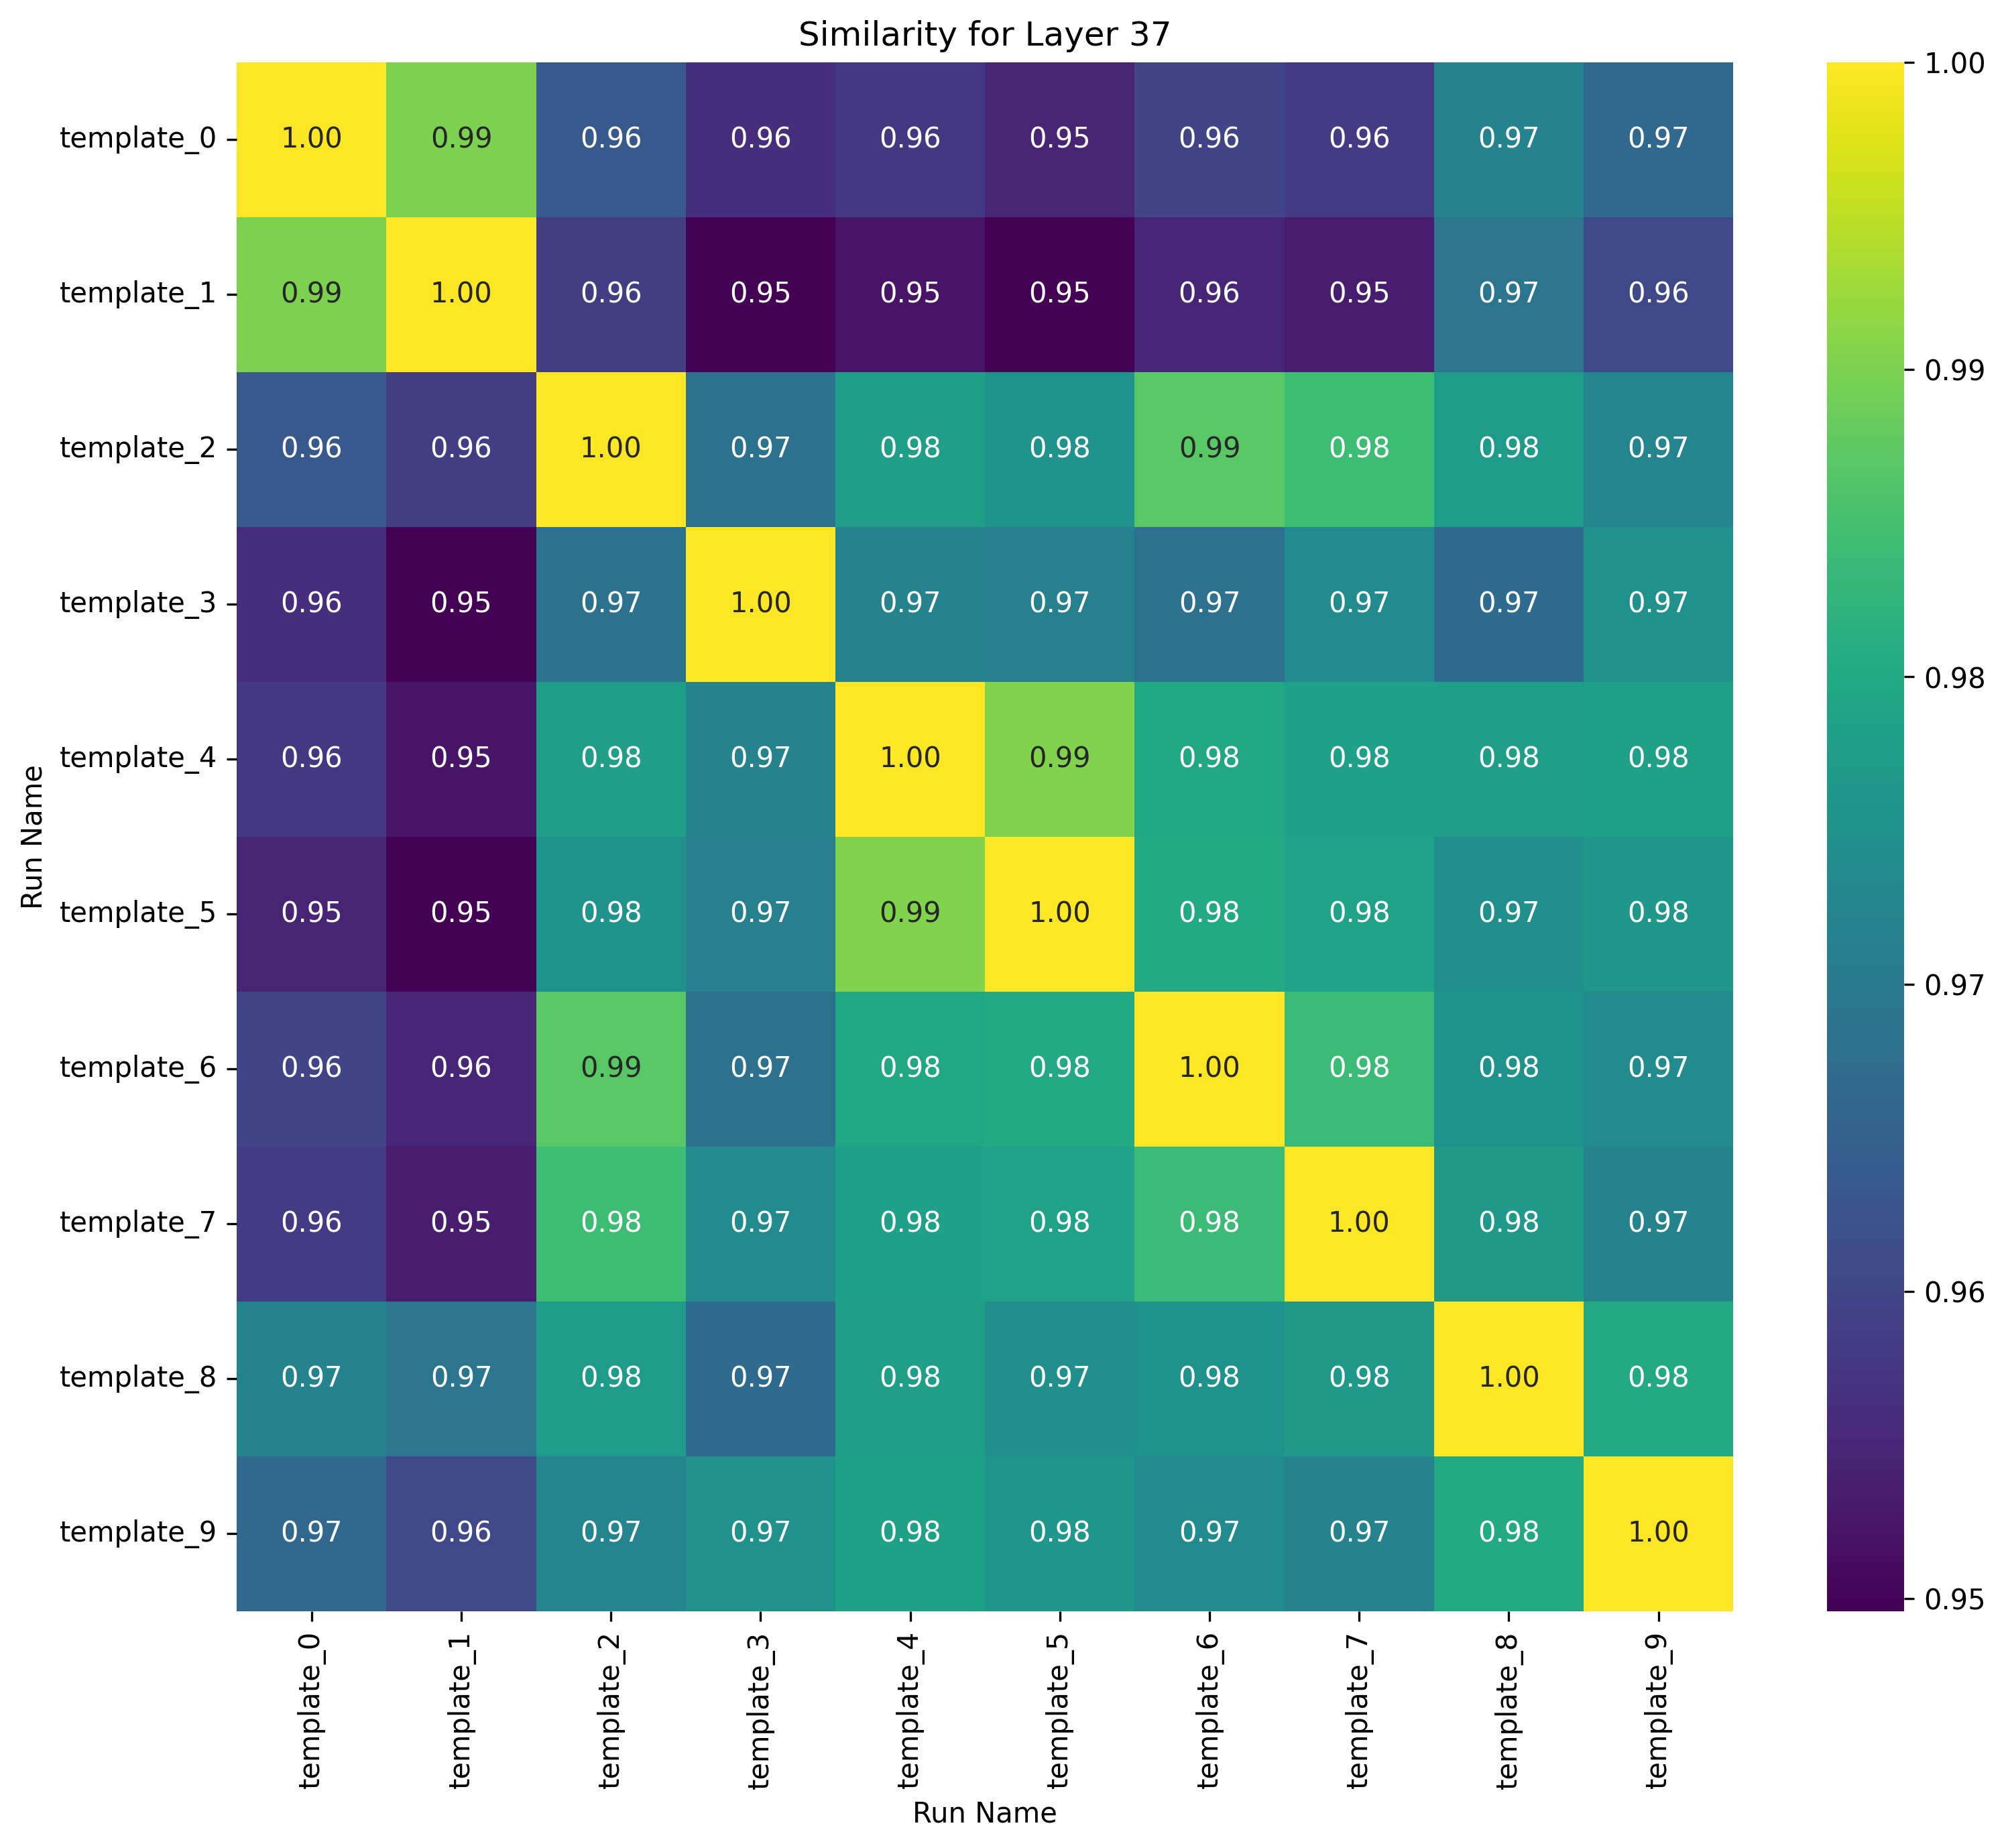 Similarity for Layer 37
template_0 1.00 0.99 0.96 0.96 0.96 0.95 0.96 0.96 0.97 0.97
template_1 0.99 1.00 0.96 0.95 0.95 0.95 0.96 0.95 0.97 0.96
template_2 0.96 0.96 1.00 0.97 0.98 0.98 0.99 0.98 0.98 0.97
template_3 0.96 0.95 0.97 1.00 0.97 0.97 0.97 0.97 0.97 0.97
template_4 0.96 0.95 0.98 0.97 1.00 0.99 0.98 0.98 0.98 0.98
template_5 0.95 0.95 0.98 0.97 0.99 1.00 0.98 0.98 0.97 0.98
template_6 0.96 0.96 0.99 0.97 0.98 0.98 1.00 0.98 0.98 0.97
template_7 0.96 0.95 0.98 0.97 0.98 0.98 0.98 1.00 0.98 0.97
template_8 0.97 0.97 0.98 0.97 0.98 0.97 0.98 0.98 1.00 0.98
template_9 0.97 0.96 0.97 0.97 0.98 0.98 0.97 0.97 0.98 1.00
Run Name
template_0 template_1 template_2 template_3 template_4 template_5 template_6 template_7 template_8 template_9
Run Name
1.00
0.99
0.98
0.97
0.96
0.95